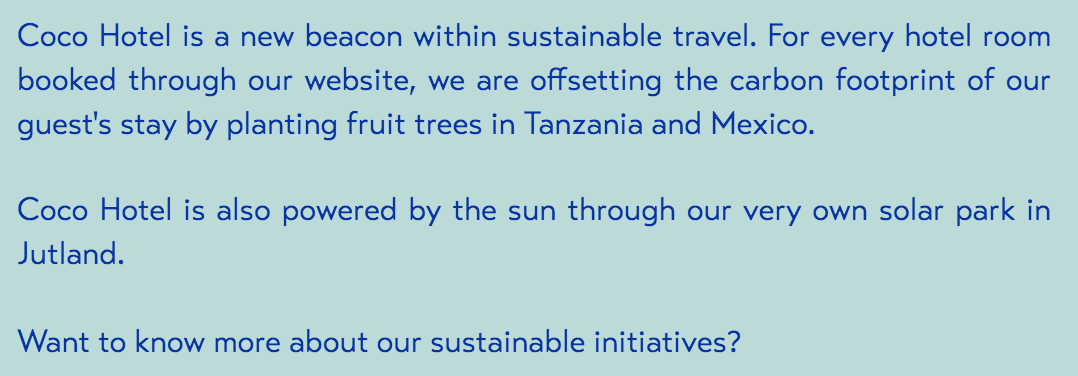 Coco Hotel is a new beacon within sustainable travel. For every hotel room
booked through our website, we are offsetting the carbon footprint of our
guest's stay by planting fruit trees in Tanzania and Mexico.
Coco Hotel is also powered by the sun through our very own solar park in
Jutland.
Want to know more about our sustainable initiatives?